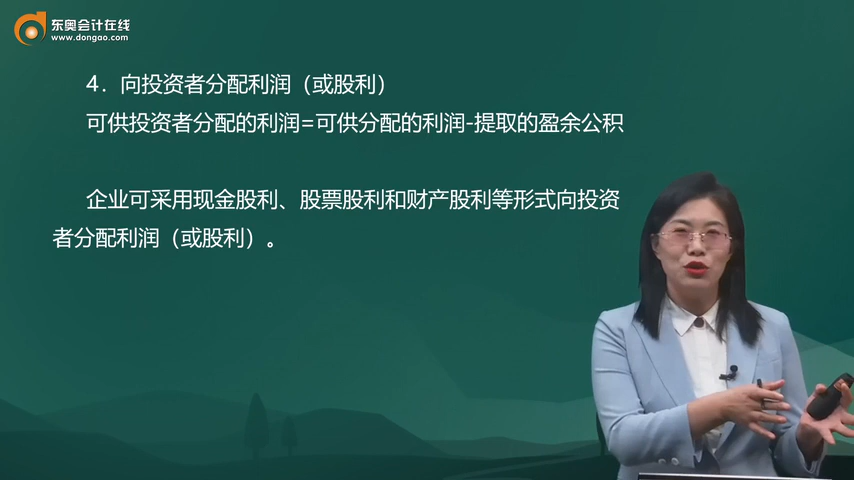 东奥会计在线
www.dongao.com
4．向投资者分配利润（或股利）
可供投资者分配的利润=可供分配的利润-提取的盈余公积
企业可采用现金股利、股票股利和财产股利等形式向投资
者分配利润（或股利）。